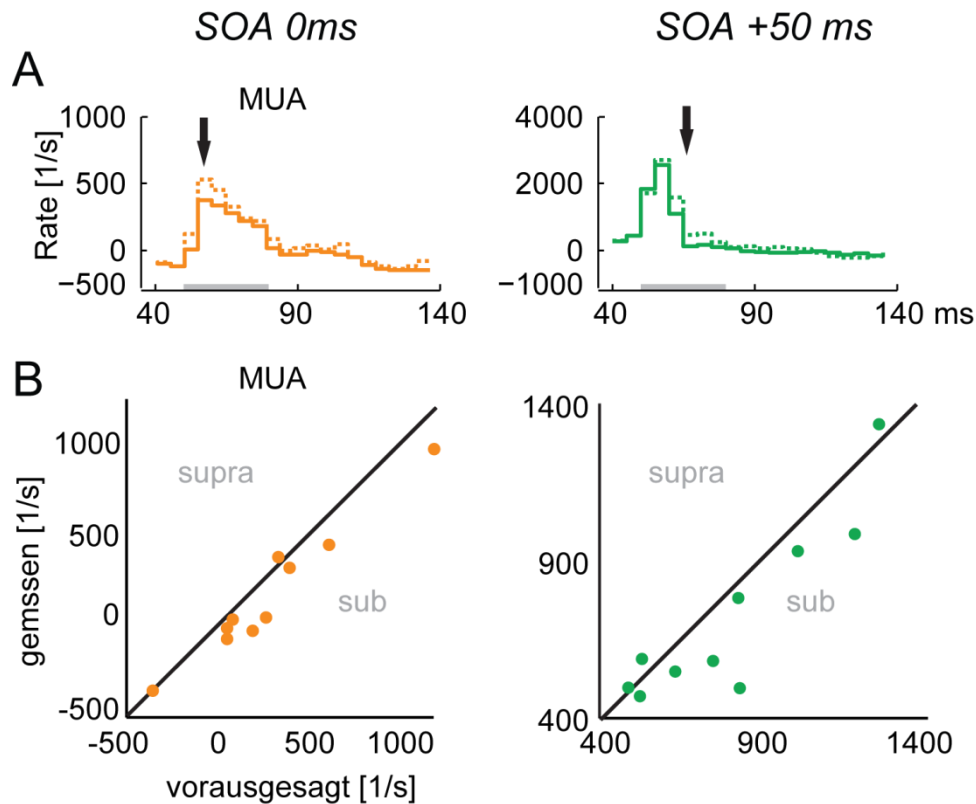 SOA 0ms
SOA +50 ms
A
MUA
Rate [1/s]
1000
500
0
−500
40
90
140
4000
2000
0
−1000
40
90
140 ms
B
MUA
gemssen [1/s]
1000
500
0
-500
supra
sub
-500
0
500
1000
vorausgesagt [1/s]
1400
900
400
supra
sub
400
900
1400